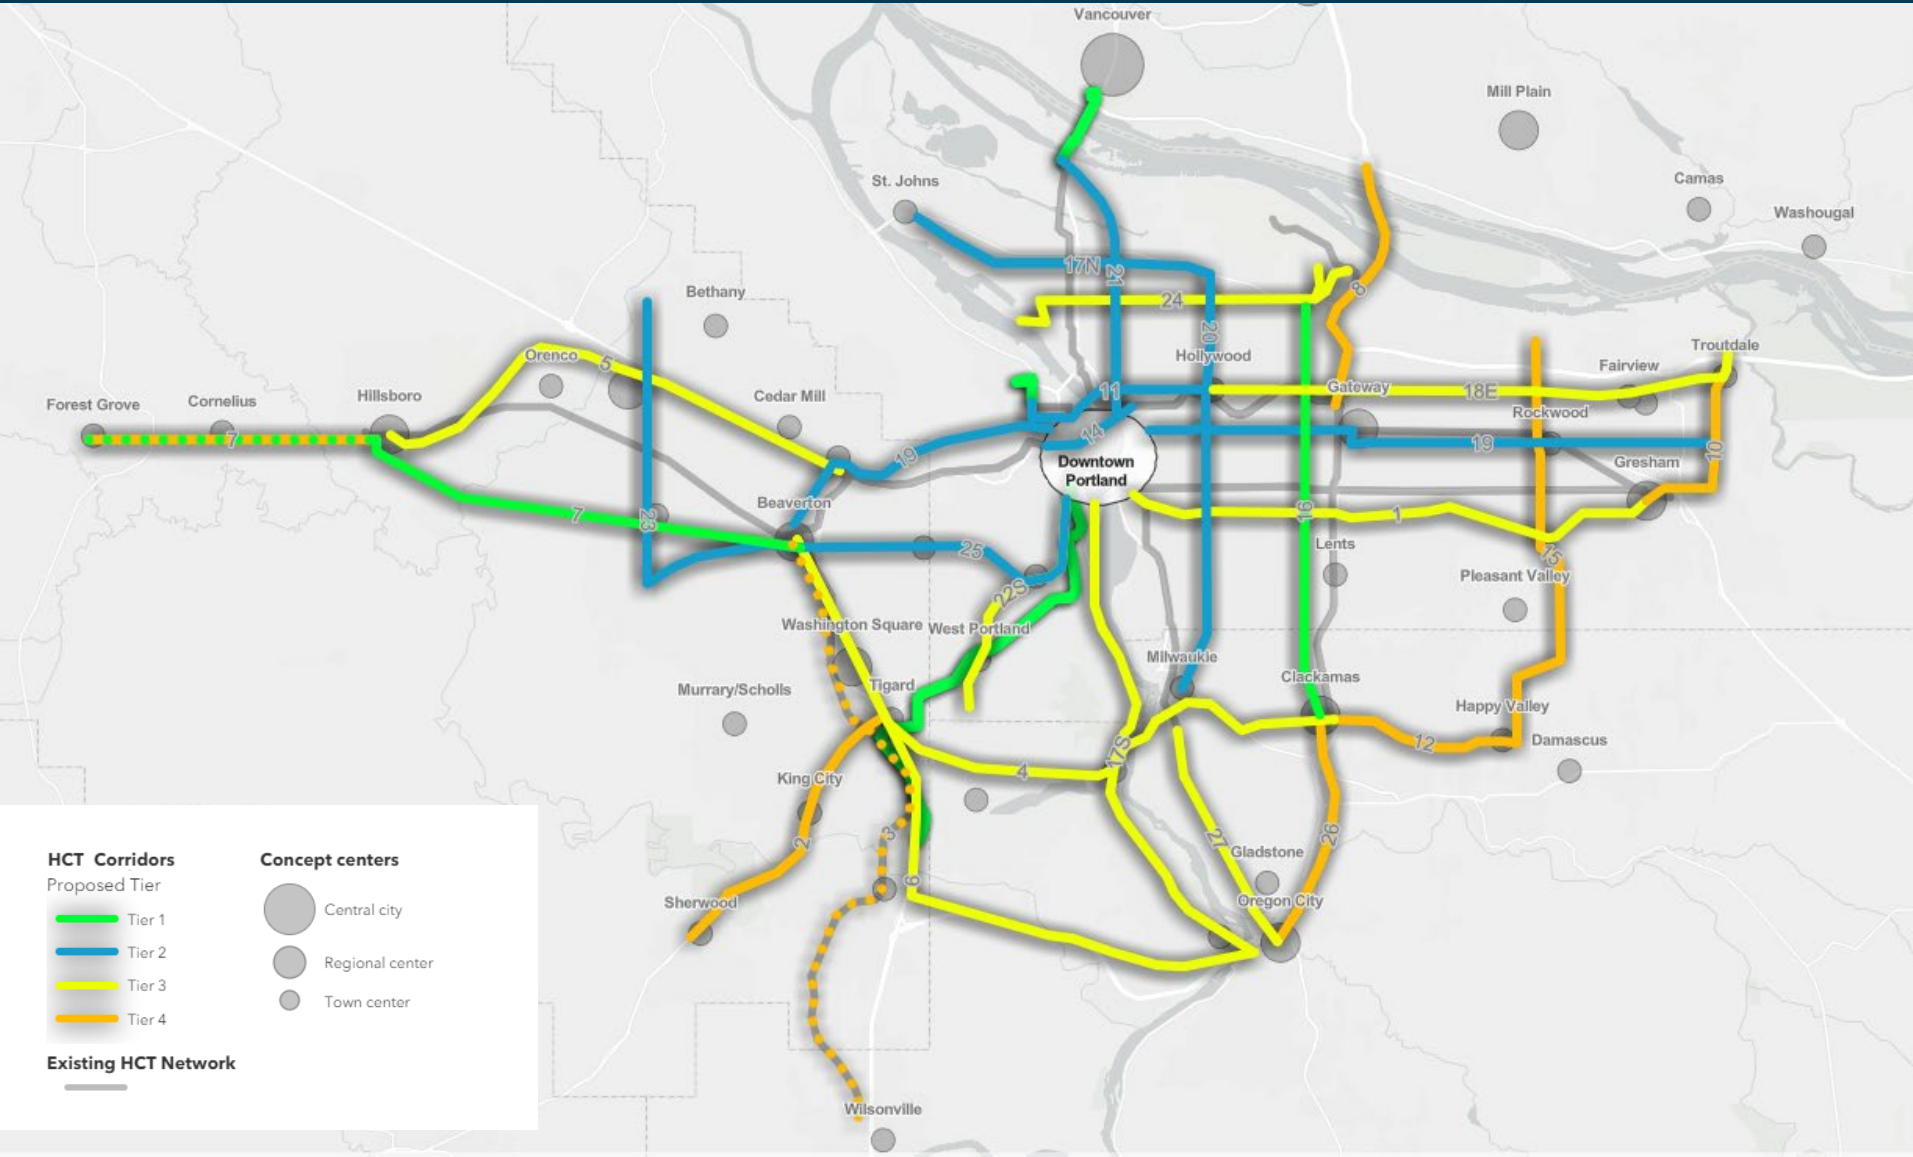 Vancouver
Mill Plain
St. Johns
Camas
Washougal
17N
21
Bethany
24
8
20
Orenco
5
Hollywood
Troutdale
Fairview
Forest Grove
Cornelius
Hillsboro
Cedar Mill
11
Gateway
18E
Rockwood
7
14
19
19
10
Downtown
Portland
Gresham
Beaverton
7
23
16
1
25
Lents
15
Pleasant Valley
22S
Washington Square
West Portland
Milwaukie
Clackamas
Murrary/Scholls
Tigard
Happy Valley
17S
12
Damascus
4
King City
2
3
27
26
Gladstone
6
Sherwood
Oregon City
Wilsonville
HCT Corridors
Proposed Tier
Tier 1
Tier 2
Tier 3
Tier 4
Existing HCT Network
Concept centers
Central city
Regional center
Town center